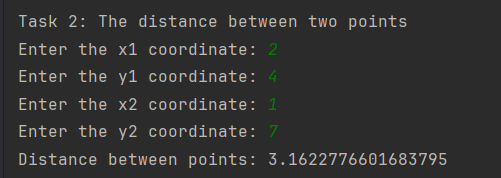 Task 2: The distance between two points
Enter the x1 coordinate: 2
Enter the y1 coordinate: 4
Enter the x2 coordinate: 1
Enter the y2 coordinate: 7
Distance between points: 3.1622776601683795